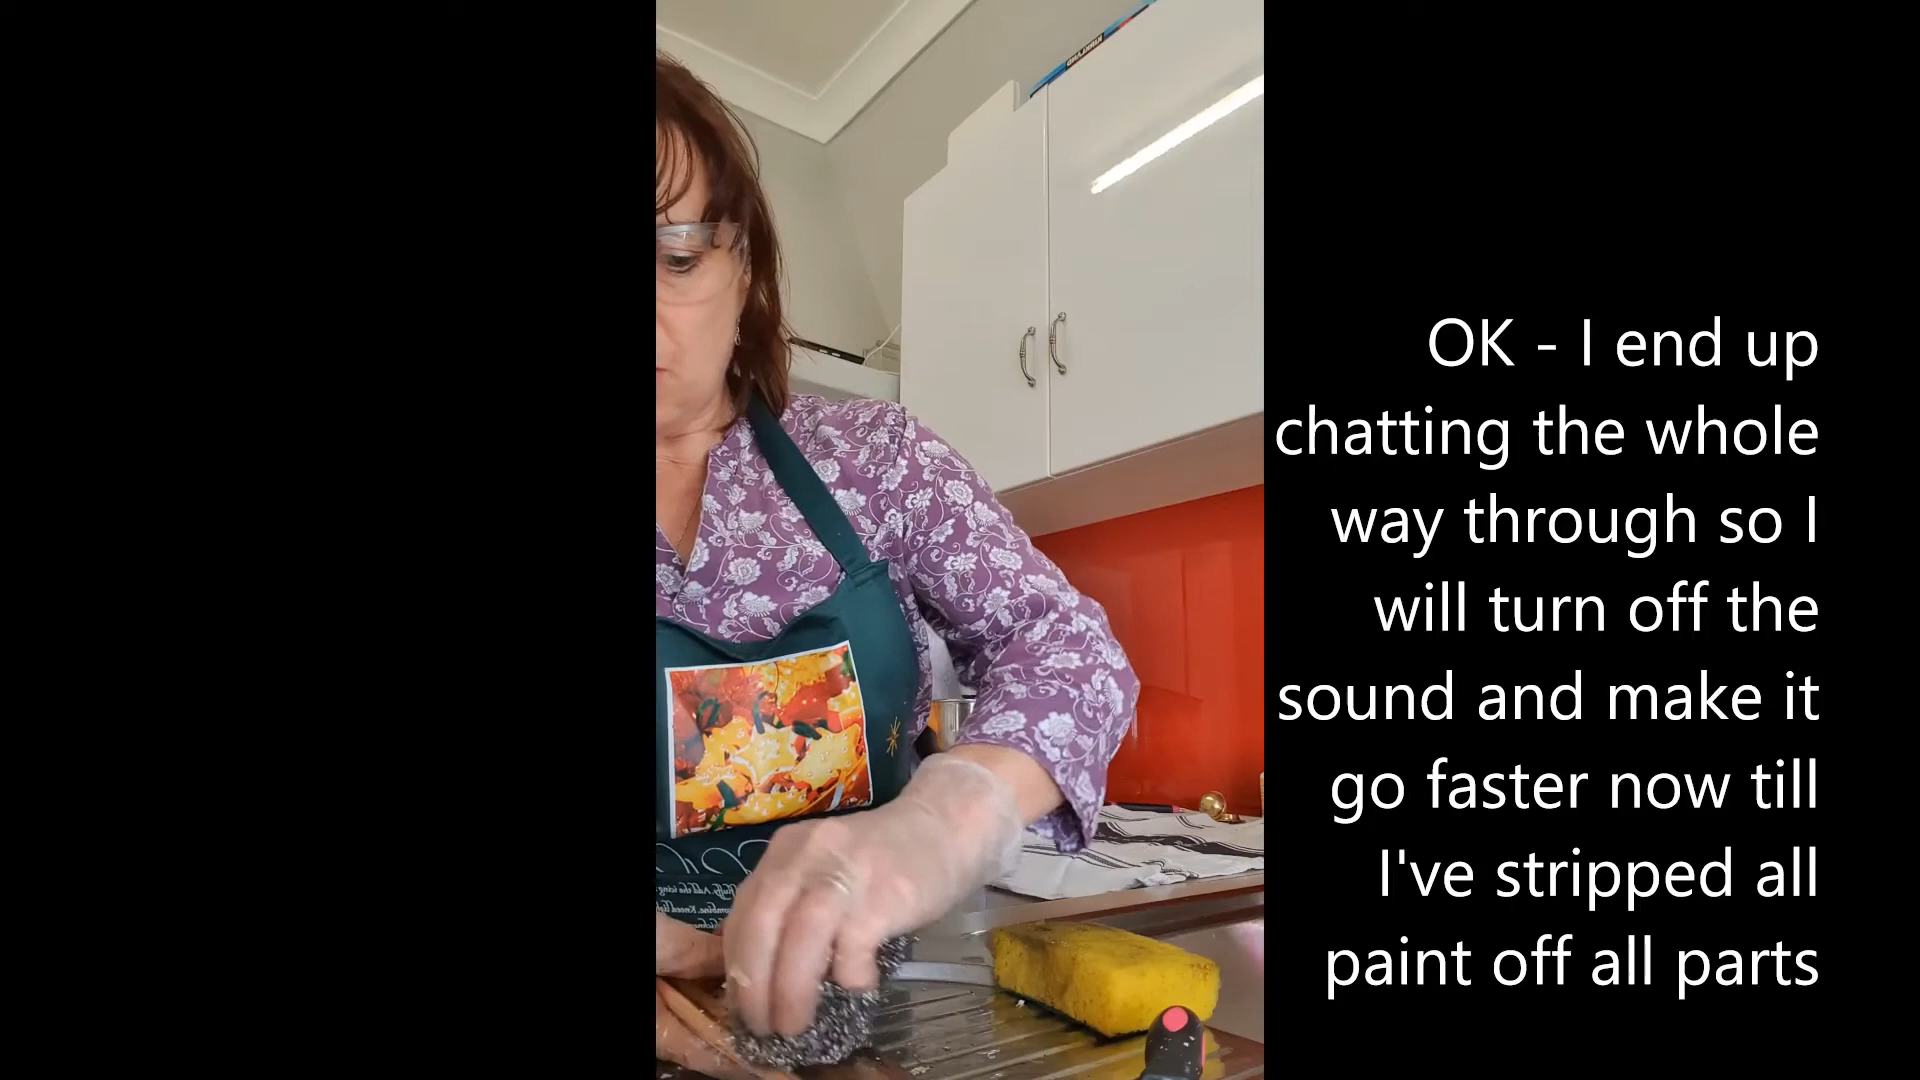 OK - I end up
chatting the whole
way through so I
will turn off the
sound and make it
go faster now till
I've stripped all
paint off all parts